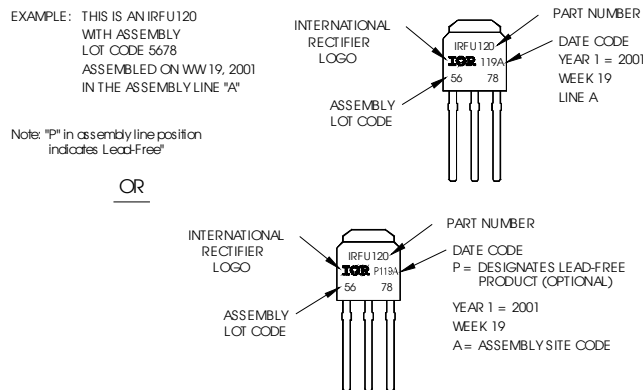 EXAMPLE: THIS IS AN IRFU120
WITH ASSEMBLY
LOT CODE 5678
ASSEMBLED ON WW 19, 2001
IN THE ASSEMBLY LINE "A"
Note: "P" in assembly line position
indicates Lead-Free"
INTERNATIONAL
RECTIFIER
LOGO
ASSEMBLY
LOT CODE
IRFU120
IOR 119A
56 78
PART NUMBER
DATE CODE
YEAR 1 = 2001
WEEK 19
LINE A
OR
INTERNATIONAL
RECTIFIER
LOGO
ASSEMBLY
LOT CODE
IRFU120
IOR P119A
56 78
PART NUMBER
DATE CODE
P = DESIGNATES LEAD-FREE
PRODUCT (OPTIONAL)
YEAR 1 = 2001
WEEK 19
A = ASSEMBLY SITE CODE